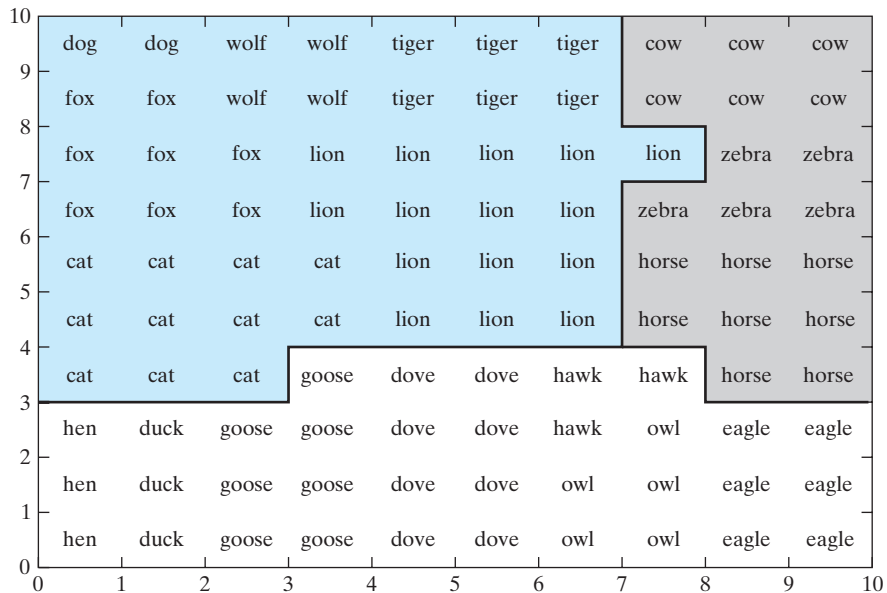 10
dog dog wolf wolf tiger tiger tiger cow cow cow
9
fox fox wolf wolf tiger tiger tiger cow cow cow
8
fox fox fox lion lion lion lion lion zebra zebra
7
fox fox fox lion lion lion lion zebra zebra zebra
6
cat cat cat cat lion lion lion horse horse horse
5
cat cat cat cat lion lion lion horse horse horse
4
cat cat cat goose dove dove hawk hawk horse horse
3
hen duck goose goose dove dove hawk owl eagle eagle
2
hen duck goose goose dove dove owl owl eagle eagle
1
hen duck goose goose dove dove owl owl eagle eagle
0
0 1 2 3 4 5 6 7 8 9 10